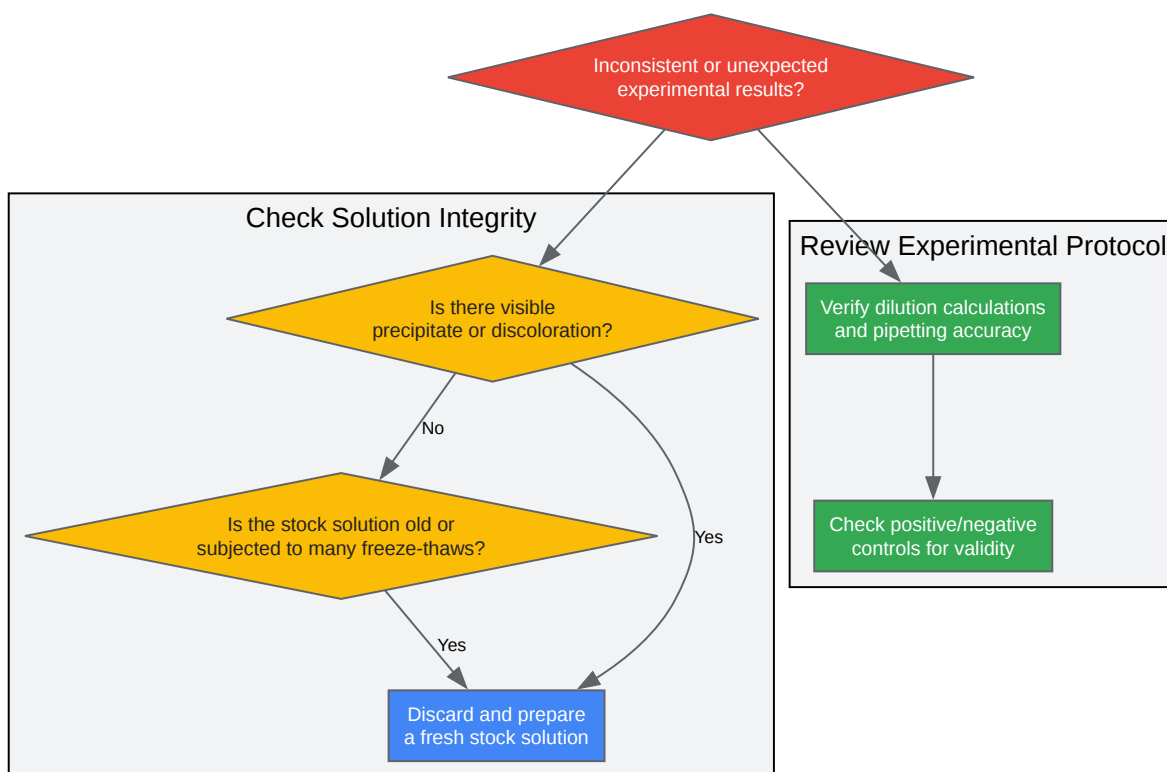 Inconsistent or unexpected
experimental results?
Check Solution Integrity
Is there visible
precipitate or discoloration?
No
Is the stock solution old or
subjected to many freeze-thaws?
Yes
Yes
Discard and prepare
a fresh stock solution
Review Experimental Protocol
Verify dilution calculations
and pipetting accuracy
Check positive/negative
controls for validity